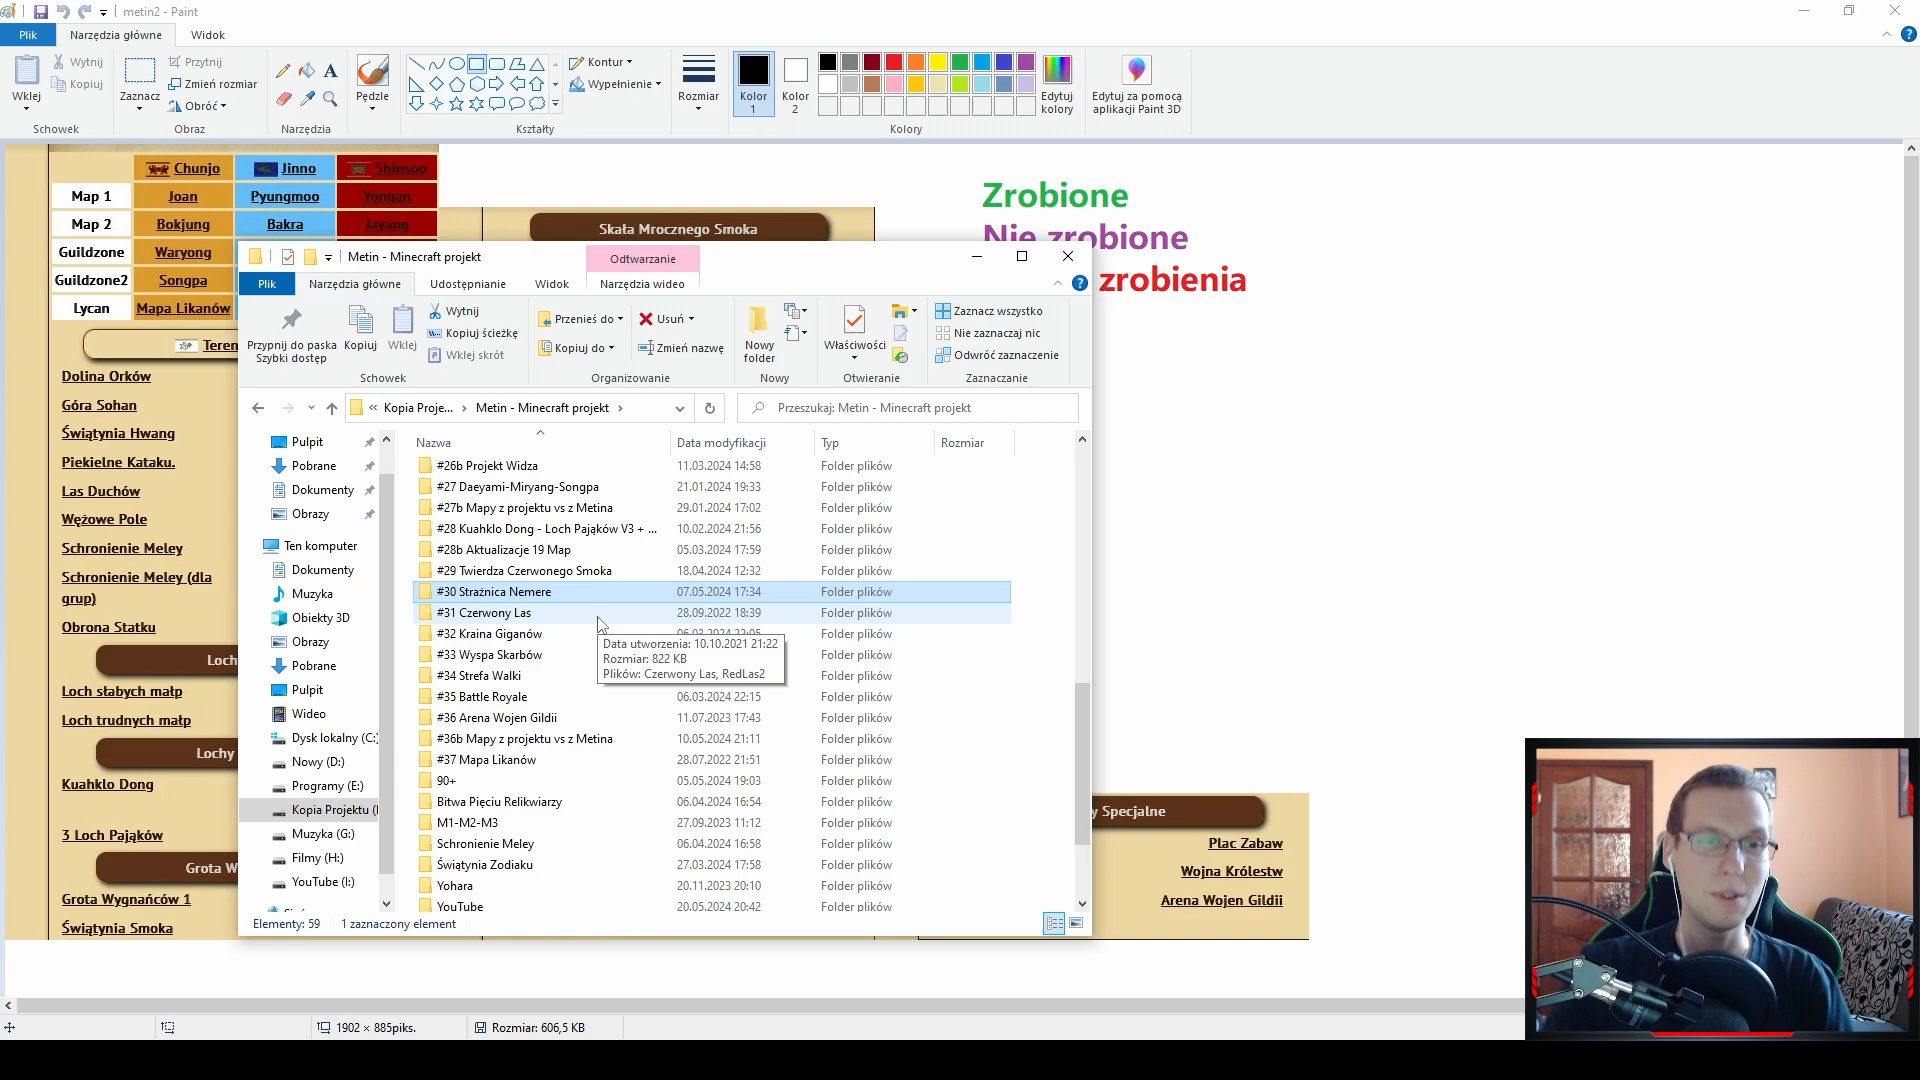 metin2 - Paint
Plik
Narzędzia główne
Widok
Wklej
Wytnij
Kopiuj
Schowek
Zaznacz
Przytnij
Zmień rozmiar
Obróć
Obraz
Narzędzia
Pędzle
Kształty
Kontur
Wypełnienie
Rozmiar
Kolor 1
Kolor 2
Kolory
Edytuj kolory
Edytuj za pomocą aplikacji Paint 3D
Chunjo Jinno Shinsoo
Map 1 Joan Pyungmoo Yongan
Map 2 Bokjung Bakra Jayang
Guildzone Waryong
Guildzone2 Songpa
Lycan Mapa Likanów
Teren
Dolina Orków
Góra Sohan
Świątynia Hwang
Piekielne Kataku.
Las Duchów
Wężowe Pole
Schronienie Meley
Schronienie Meley (dla
grup)
Obrona Statku
Loch
Loch słabych małp
Loch trudnych małp
Lochy
Kuahklo Dong
3 Loch Pająków
Grota W
Grota Wygnańców 1
Świątynia Smoka
Skała Mrocznego Smoka
Zrobione
Nie zrobione
zrobienia
y Specjalne
Plac Zabaw
Wojna Królestw
Arena Wojen Gildii
Metin - Minecraft projekt
Odtwarzanie
Plik
Narzędzia główne
Udostępnianie
Widok
Narzędzia wideo
Przypnij do paska
Szybki dostęp
Kopiuj
Wklej
Wytnij
Kopiuj ścieżkę
Wklej skrót
Schowek
Przenieś do
Kopiuj do
Usuń
Zmień nazwę
Organizowanie
Nowy
folder
Nowy
Właściwości
Otwieranie
Zaznacz wszystko
Nie zaznaczaj nic
Odwróć zaznaczenie
Zaznaczanie
« Kopia Proje... › Metin - Minecraft projekt ›
Przeszukaj: Metin - Minecraft projekt
Pulpit
Pobrane
Dokumenty
Obrazy
Ten komputer
Dokumenty
Muzyka
Obiekty 3D
Obrazy
Pobrane
Pulpit
Wideo
Dysk lokalny (C:)
Nowy (D:)
Programy (E:)
Kopia Projektu (
Muzyka (G:)
Filmy (H:)
YouTube (I:)
Nazwa Data modyfikacji Typ Rozmiar
#26b Projekt Widza 11.03.2024 14:58 Folder plików
#27 Daeyami-Miryang-Songpa 21.01.2024 19:33 Folder plików
#27b Mapy z projektu vs z Metina 29.01.2024 17:02 Folder plików
#28 Kuahklo Dong - Loch Pająków V3 + ... 10.02.2024 21:56 Folder plików
#28b Aktualizacje 19 Map 05.03.2024 17:59 Folder plików
#29 Twierdza Czerwonego Smoka 18.04.2024 12:32 Folder plików
#30 Strażnica Nemere 07.05.2024 17:34 Folder plików
#31 Czerwony Las 28.09.2022 18:39 Folder plików
#32 Kraina Giganów 06.03.2024 22:05 Folder plików
#33 Wyspa Skarbów Folder plików
#34 Strefa Walki Folder plików
#35 Battle Royale 06.03.2024 22:15 Folder plików
#36 Arena Wojen Gildii 11.07.2023 17:43 Folder plików
#36b Mapy z projektu vs z Metina 10.05.2024 21:11 Folder plików
#37 Mapa Likanów 28.07.2022 21:51 Folder plików
90+ 05.05.2024 19:03 Folder plików
Bitwa Pięciu Relikwiarzy 06.04.2024 16:54 Folder plików
M1-M2-M3 27.09.2023 11:12 Folder plików
Schronienie Meley 06.04.2024 16:58 Folder plików
Świątynia Zodiaku 27.03.2024 17:58 Folder plików
Yohara 20.11.2023 20:10 Folder plików
YouTube 20.05.2024 20:42 Folder plików
Data utworzenia: 10.10.2021 21:22
Rozmiar: 822 KB
Plików: Czerwony Las, RedLas2
Elementy: 59 1 zaznaczony element
1902 × 885piks.
Rozmiar: 606,5 KB